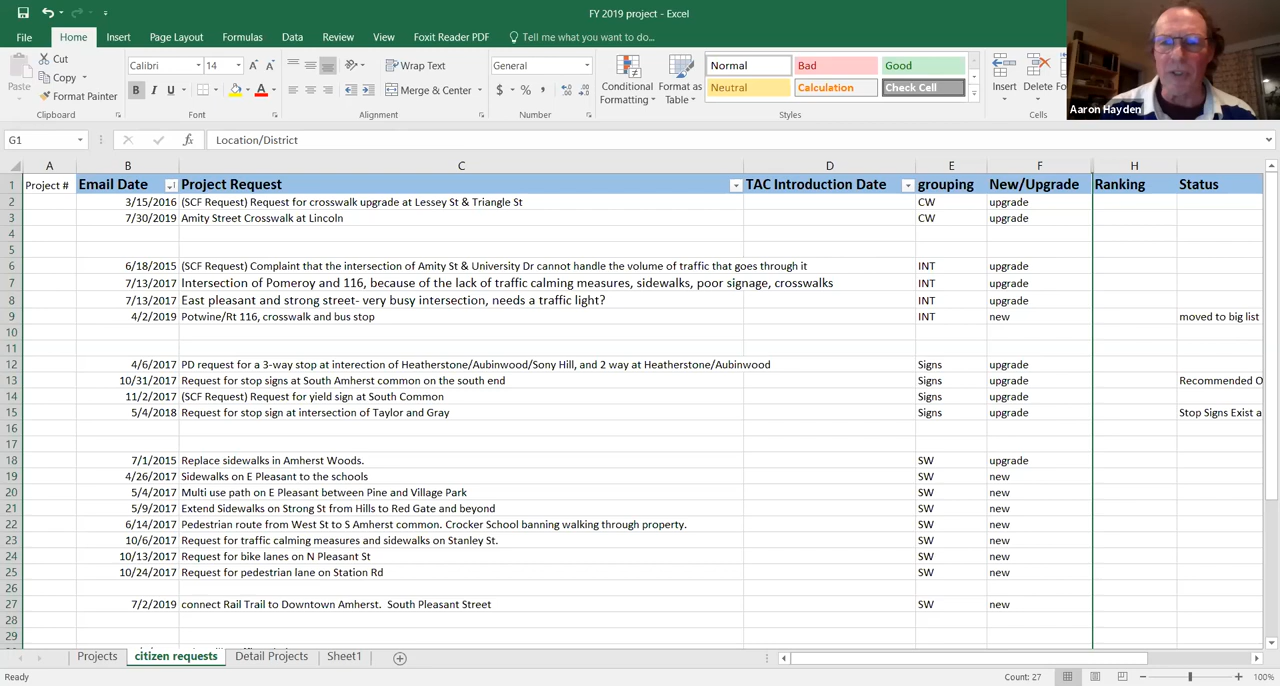 FY 2019 project - Excel
File Home Insert Page Layout Formulas Data Review View Foxit Reader PDF Tell me what you want to do...
Cut
Copy
Format Painter
Paste
Calibri 14 A A
B I U A
Wrap Text
Merge & Center
General
$ % ,
Conditional Formatting
Format as Table
Normal Bad Good
Neutral Calculation Check Cell
Insert Delete Fo
Clipboard Font Alignment Number Styles Cells
Aaron Hayden
G1 fx Location/District
A B C D E F H
1 Project # Email Date Project Request TAC Introduction Date grouping New/Upgrade Ranking Status
2 3/15/2016 (SCF Request) Request for crosswalk upgrade at Lessey St & Triangle St CW upgrade
3 7/30/2019 Amity Street Crosswalk at Lincoln CW upgrade
4
5
6 6/18/2015 (SCF Request) Complaint that the intersection of Amity St & University Dr cannot handle the volume of traffic that goes through it INT upgrade
7 7/13/2017 Intersection of Pomeroy and 116, because of the lack of traffic calming measures, sidewalks, poor signage, crosswalks INT upgrade
8 7/13/2017 East pleasant and strong street- very busy intersection, needs a traffic light? INT upgrade
9 4/2/2019 Potwine/Rt 116, crosswalk and bus stop INT new moved to big list
10
11
12 4/6/2017 PD request for a 3-way stop at interection of Heatherstone/Aubinwood/Sony Hill, and 2 way at Heatherstone/Aubinwood Signs upgrade
13 10/31/2017 Request for stop signs at South Amherst common on the south end Signs upgrade Recommended O
14 11/2/2017 (SCF Request) Request for yield sign at South Common Signs upgrade
15 5/4/2018 Request for stop sign at intersection of Taylor and Gray Signs upgrade Stop Signs Exist a
16
17
18 7/1/2015 Replace sidewalks in Amherst Woods. SW upgrade
19 4/26/2017 Sidewalks on E Pleasant to the schools SW new
20 5/4/2017 Multi use path on E Pleasant between Pine and Village Park SW new
21 5/9/2017 Extend Sidewalks on Strong St from Hills to Red Gate and beyond SW new
22 6/14/2017 Pedestrian route from West St to S Amherst common. Crocker School banning walking through property. SW new
23 10/6/2017 Request for traffic calming measures and sidewalks on Stanley St. SW new
24 10/13/2017 Request for bike lanes on N Pleasant St SW new
25 10/24/2017 Request for pedestrian lane on Station Rd SW new
26
27 7/2/2019 connect Rail Trail to Downtown Amherst. South Pleasant Street SW new
28
29
Projects citizen requests Detail Projects Sheet1
Ready Count: 27 100%